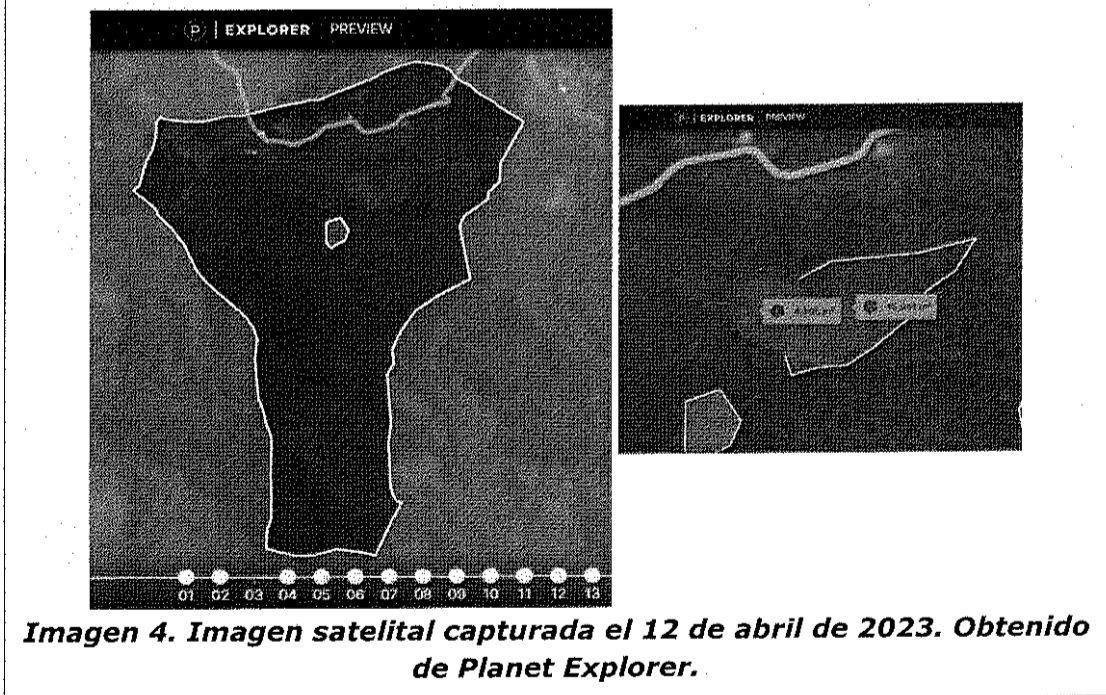 P | EXPLORER PREVIEW
P | EXPLORER PREVIEW
01 02 03 04 05 06 07 08 09 10 11 12 13
Imagen 4. Imagen satelital capturada el 12 de abril de 2023. Obtenido
de Planet Explorer.